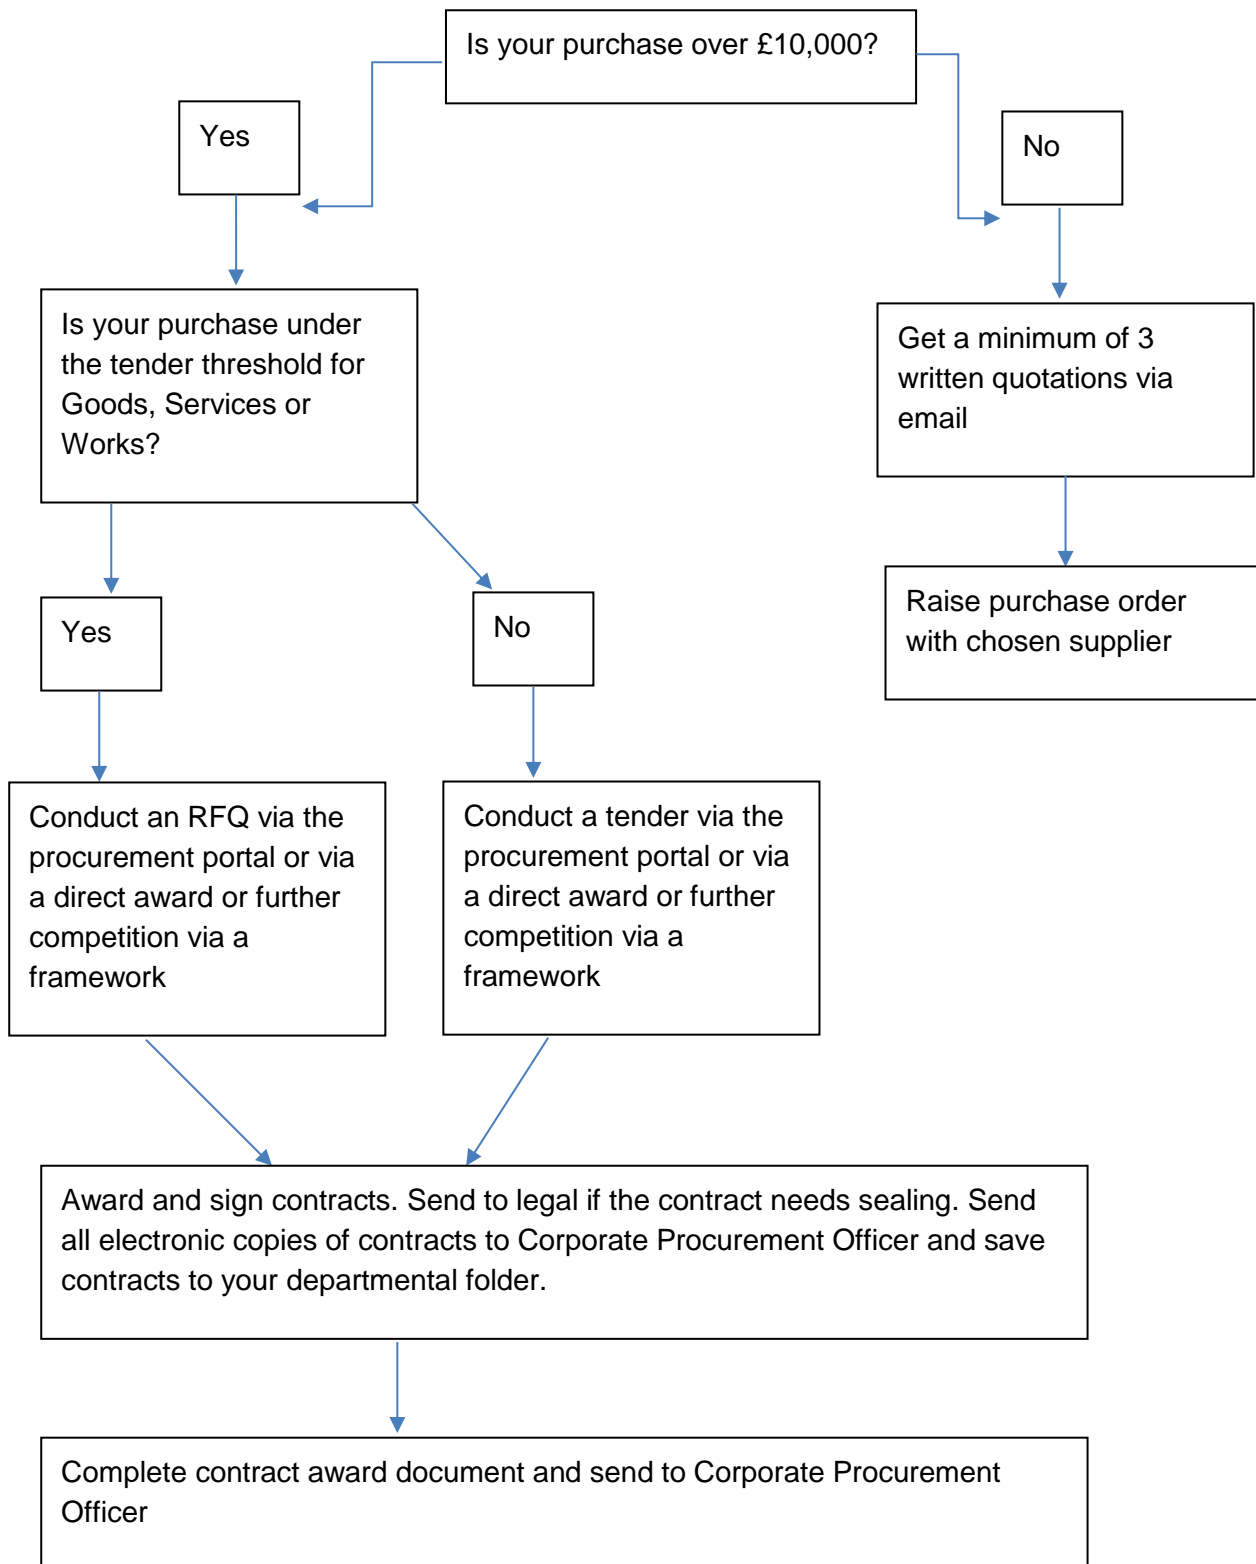 Is your purchase over £10,000?
Yes
No
Is your purchase under
the tender threshold for
Goods, Services or
Works?
Get a minimum of 3
written quotations via
email
Raise purchase order
with chosen supplier
Yes
No
Conduct an RFQ via the
procurement portal or via
a direct award or further
competition via a
framework
Conduct a tender via the
procurement portal or via
a direct award or further
competition via a
framework
Award and sign contracts. Send to legal if the contract needs sealing. Send
all electronic copies of contracts to Corporate Procurement Officer and save
contracts to your departmental folder.
Complete contract award document and send to Corporate Procurement
Officer